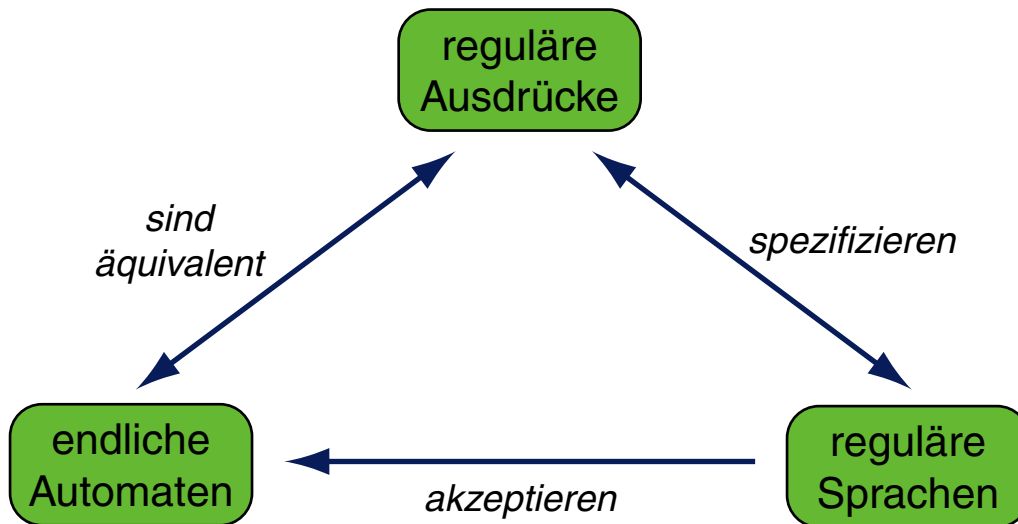 reguläre
Ausdrücke
sind
äquivalent
spezifizieren
endliche
Automaten
akzeptieren
reguläre
Sprachen